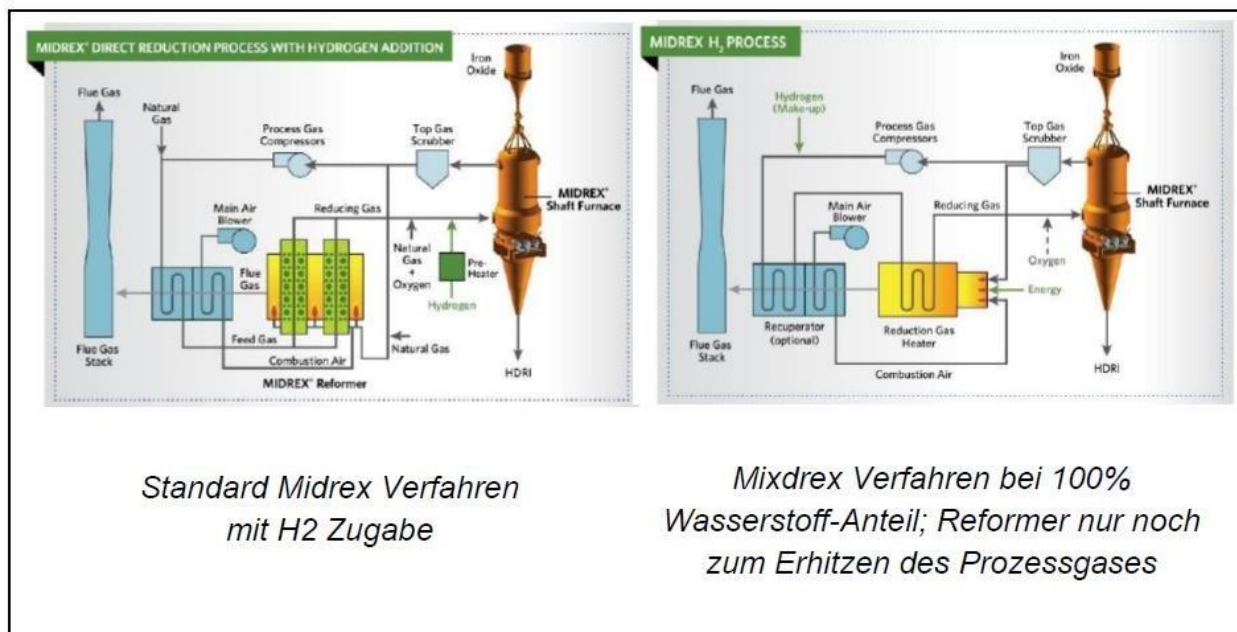 MIDREX® DIRECT REDUCTION PROCESS WITH HYDROGEN ADDITION
Iron
Oxide
Flue Gas
Natural
Gas
Process Gas
Compressors
Top Gas
Scrubber
MIDREX®
Shaft Furnace
Main Air
Blower
Reducing Gas
Natural
Gas
+
Oxygen
Pre-
Heater
Hydrogen
Flue
Gas
Feed Gas
Natural Gas
Combustion Air
Flue Gas
Stack
MIDREX® Reformer
HDRI
MIDREX H₂ PROCESS
Iron
Oxide
Flue Gas
Hydrogen
(Make-up)
Process Gas
Compressors
Top Gas
Scrubber
MIDREX®
Shaft Furnace
Main Air
Blower
Reducing Gas
Oxygen
Energy
Recuperator
(optional)
Reduction Gas
Heater
Flue Gas
Stack
Combustion Air
HDRI
Standard Midrex Verfahren
mit H2 Zugabe
Mixdrex Verfahren bei 100%
Wasserstoff-Anteil; Reformer nur noch
zum Erhitzen des Prozessgases